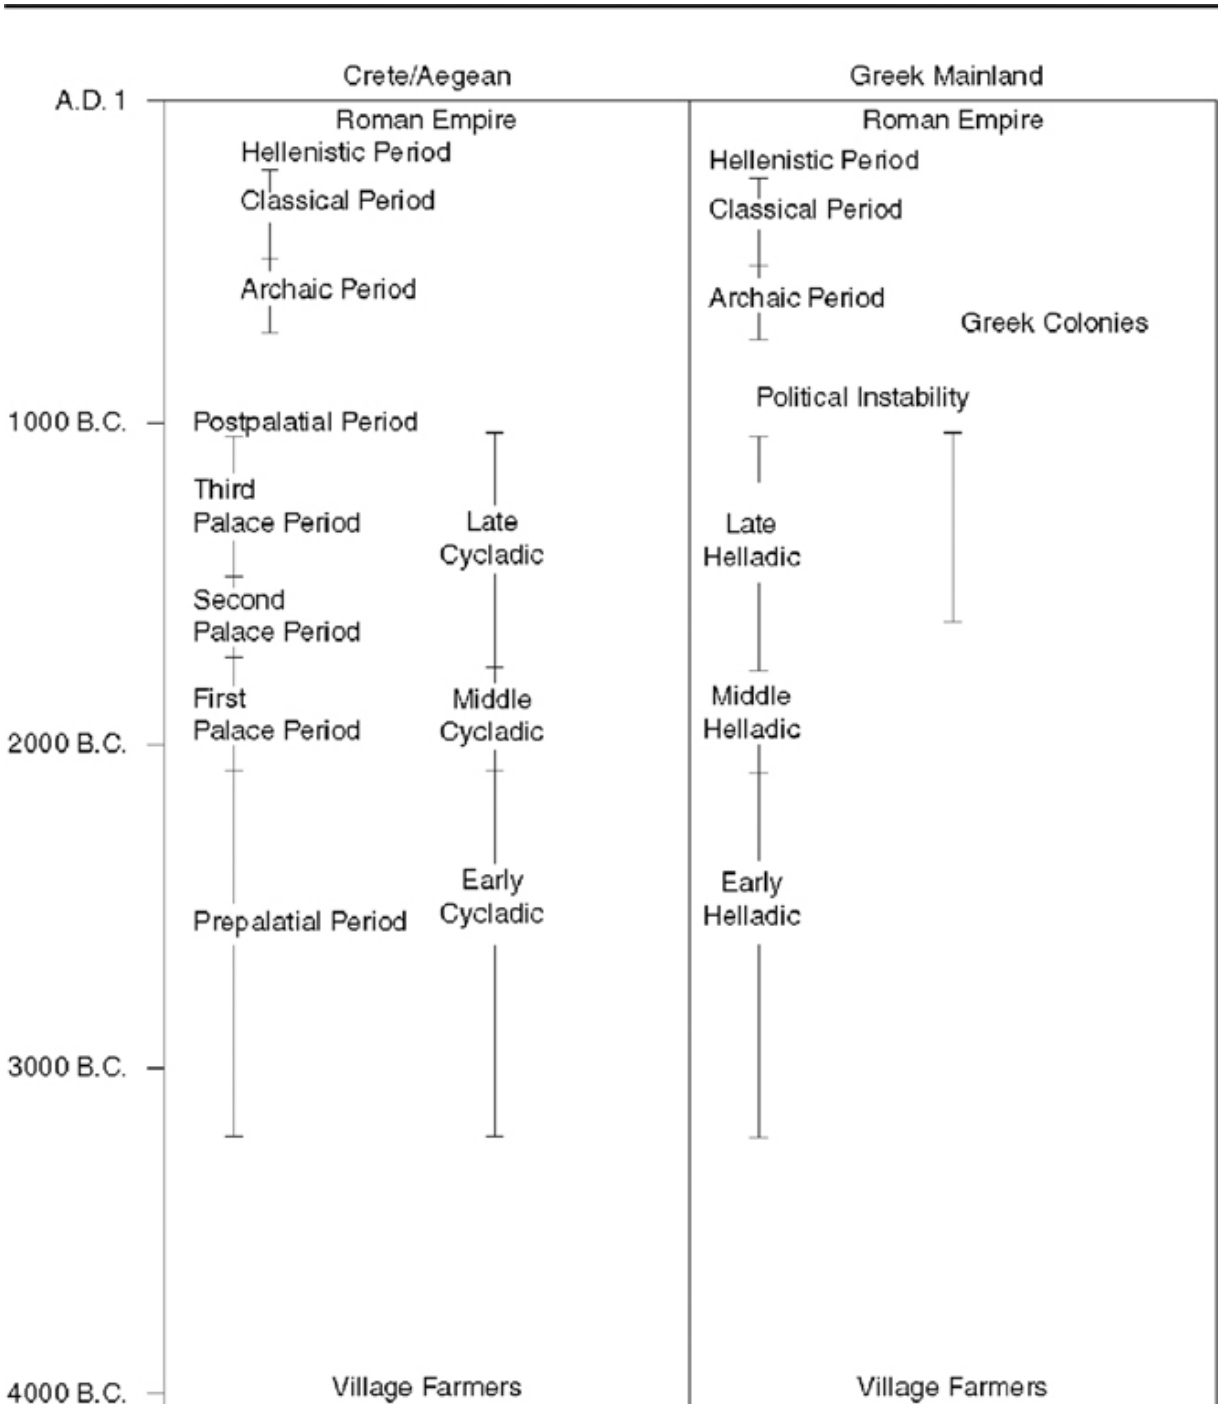 Crete/Aegean
Greek Mainland
A.D. 1
Roman Empire
Roman Empire
Hellenistic Period
Hellenistic Period
Classical Period
Classical Period
Archaic Period
Archaic Period
Greek Colonies
Political Instability
1000 B.C.
Postpalatial Period
Third
Palace Period
Late
Cycladic
Late
Helladic
Second
Palace Period
First
Palace Period
Middle
Cycladic
Middle
Helladic
2000 B.C.
Early
Cycladic
Early
Helladic
Prepalatial Period
3000 B.C.
4000 B.C.
Village Farmers
Village Farmers